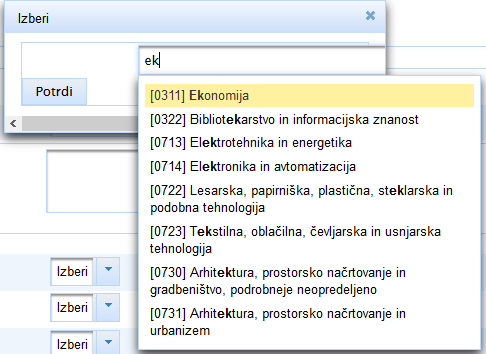 Izberi
ek
Potrdi
[0311] Ekonomija
[0322] Bibliotekarstvo in informacijska znanost
[0713] Elektrotehnika in energetika
[0714] Elektronika in avtomatizacija
[0722] Lesarska, papirniška, plastična, steklarska in
podobna tehnologija
[0723] Tekstilna, oblačilna, čevljarska in usnjarska
tehnologija
[0730] Arhitektura, prostorsko načrtovanje in
gradbeništvo, podrobneje neopredeljeno
[0731] Arhitektura, prostorsko načrtovanje in
urbanizem
Izberi
Izberi
Izberi